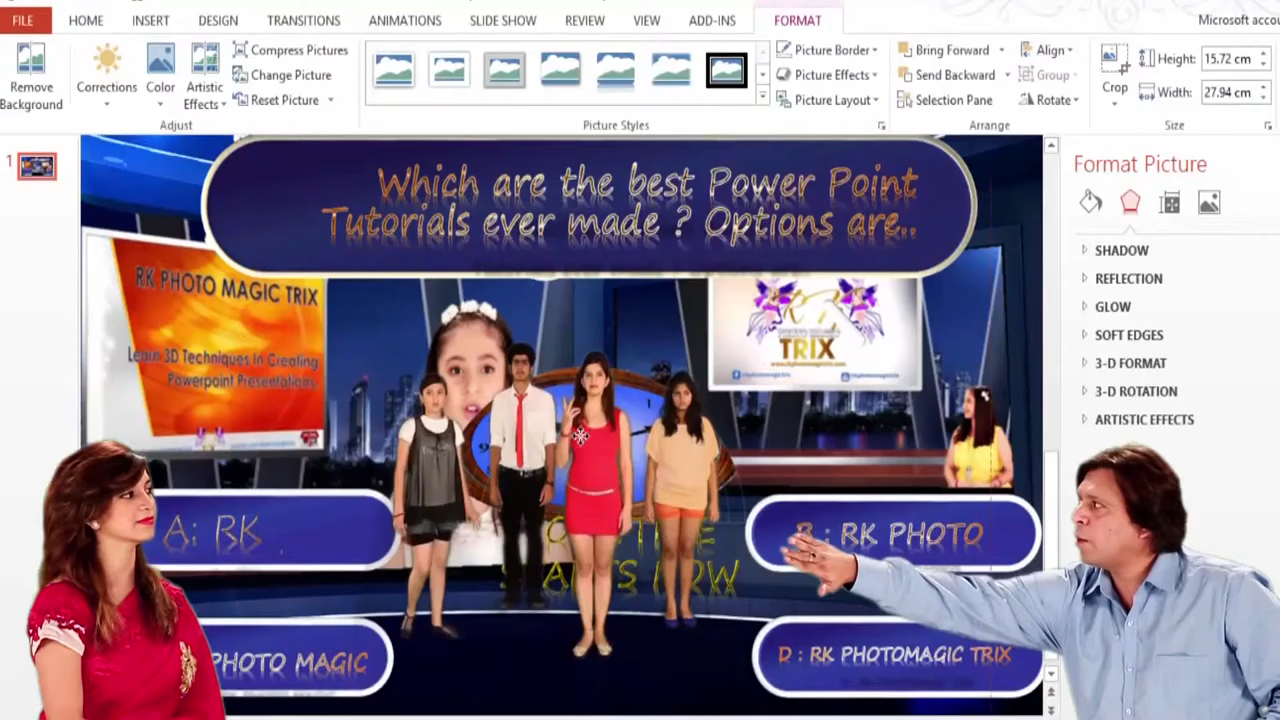 FILE HOME INSERT DESIGN TRANSITIONS ANIMATIONS SLIDE SHOW REVIEW VIEW ADD-INS FORMAT Microsoft accou
Remove Background
Corrections
Color
Artistic Effects
Compress Pictures
Change Picture
Reset Picture
Adjust
Picture Styles
Picture Border
Picture Effects
Picture Layout
Bring Forward
Send Backward
Selection Pane
Align
Group
Rotate
Arrange
Crop
Height: 15.72 cm
Width: 27.94 cm
Size
1
Which are the best Power Point
Tutorials ever made ? Options are..
RK PHOTO MAGIC TRIX
Learn 3D Techniques In Creating
Powerpoint Presentations.
TRIX
A: RK
B : RK PHOTO
PHOTO MAGIC
D : RK PHOTOMAGIC TRIX
NOW
Format Picture
SHADOW
REFLECTION
GLOW
SOFT EDGES
3-D FORMAT
3-D ROTATION
ARTISTIC EFFECTS